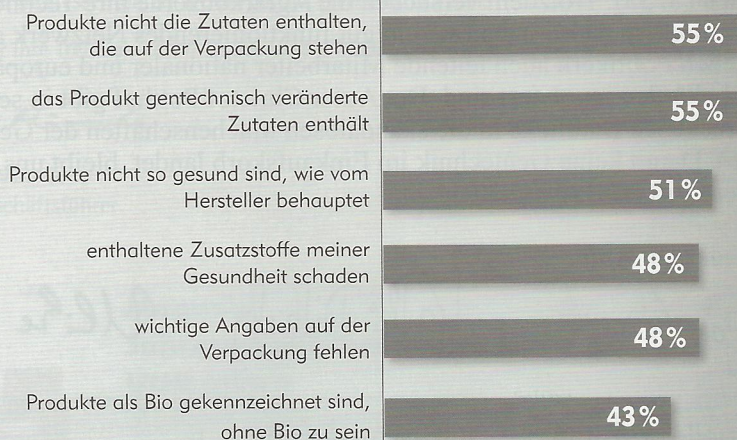 Produkte nicht die Zutaten enthalten,
die auf der Verpackung stehen
55 %
das Produkt gentechnisch veränderte
Zutaten enthält
55 %
Produkte nicht so gesund sind, wie vom
Hersteller behauptet
51 %
enthaltene Zusatzstoffe meiner
Gesundheit schaden
48 %
wichtige Angaben auf der
Verpackung fehlen
48 %
Produkte als Bio gekennzeichnet sind,
ohne Bio zu sein
43 %